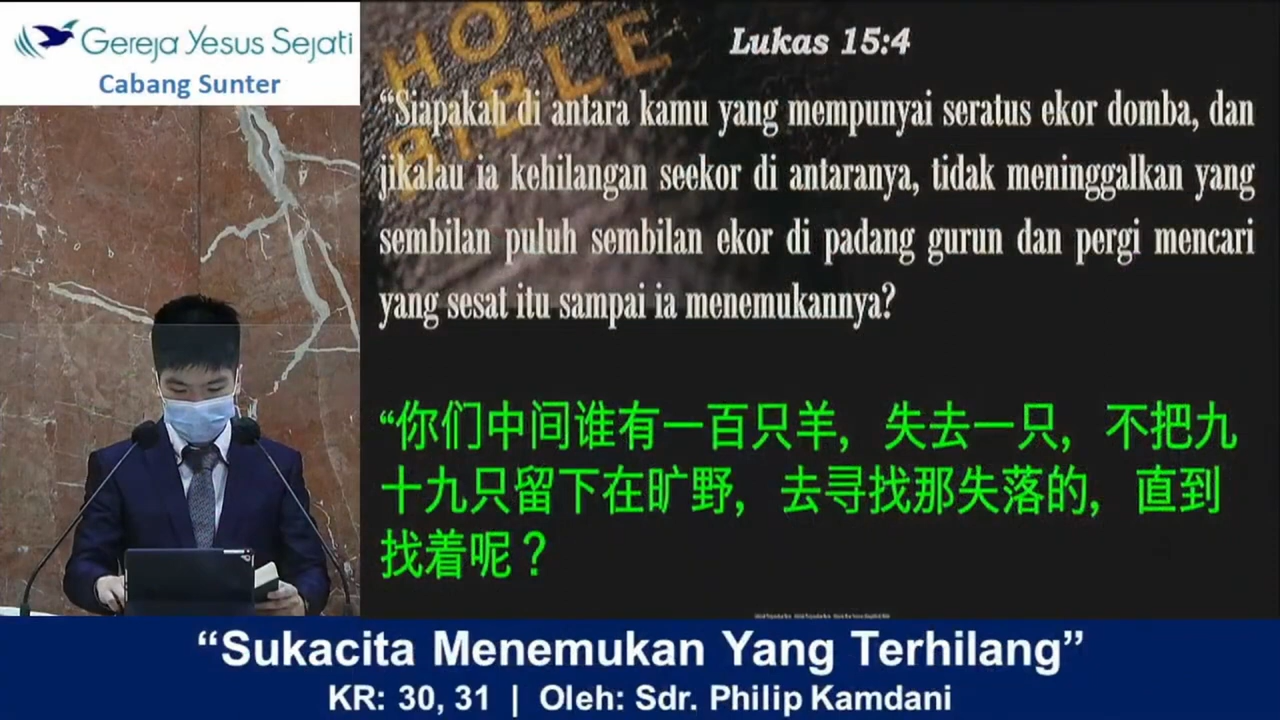 Gereja Yesus Sejati
Cabang Sunter
HOLY
BIBLE
Lukas 15:4
“Siapakah di antara kamu yang mempunyai seratus ekor domba, dan
jikalau ia kehilangan seekor di antaranya, tidak meninggalkan yang
sembilan puluh sembilan ekor di padang gurun dan pergi mencari
yang sesat itu sampai ia menemukannya?
“你们中间谁有一百只羊，失去一只，不把九
十九只留下在旷野，去寻找那失落的，直到
找着呢？
“Sukacita Menemukan Yang Terhilang”
KR: 30, 31 | Oleh: Sdr. Philip Kamdani